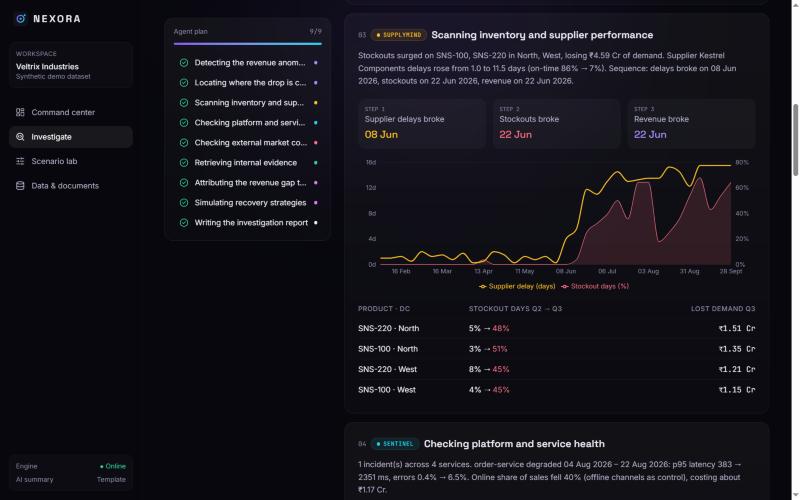 NEXORA
WORKSPACE
Veltrix Industries
Synthetic demo dataset
Command center
Investigate
Scenario lab
Data & documents
Engine
Online
AI summary
Template
Agent plan
9/9
Detecting the revenue anom...
Locating where the drop is c...
Scanning inventory and sup...
Checking platform and servi...
Checking external market co...
Retrieving internal evidence
Attributing the revenue gap t...
Simulating recovery strategies
Writing the investigation report
03 SUPPLYMIND Scanning inventory and supplier performance
Stockouts surged on SNS-100, SNS-220 in North, West, losing ₹4.59 Cr of demand. Supplier Kestrel
Components delays rose from 1.0 to 11.5 days (on-time 86% → 7%). Sequence: delays broke on 08 Jun
2026, stockouts on 22 Jun 2026, revenue on 22 Jun 2026.
STEP 1
Supplier delays broke
08 Jun
STEP 2
Stockouts broke
22 Jun
STEP 3
Revenue broke
22 Jun
16d
12d
8d
4d
0d
80%
60%
40%
20%
0%
16 Feb 16 Mar 13 Apr 11 May 08 Jun 06 Jul 03 Aug 31 Aug 28 Sept
Supplier delay (days) Stockout days (%)
PRODUCT · DC STOCKOUT DAYS Q2 → Q3 LOST DEMAND Q3
SNS-220 · North 5% → 48% ₹1.51 Cr
SNS-100 · North 3% → 51% ₹1.35 Cr
SNS-220 · West 8% → 45% ₹1.21 Cr
SNS-100 · West 4% → 45% ₹1.15 Cr
04 SENTINEL Checking platform and service health
1 incident(s) across 4 services. order-service degraded 04 Aug 2026 – 22 Aug 2026: p95 latency 383 →
2351 ms, errors 0.4% → 6.5%. Online share of sales fell 40% (offline channels as control), costing about
₹1.17 Cr.